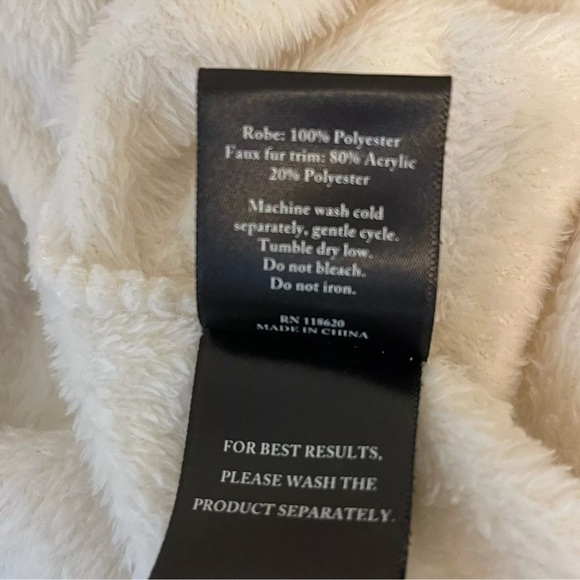 Robe: 100% Polyester
Faux fur trim: 80% Acrylic
20% Polyester
Machine wash cold
separately, gentle cycle.
Tumble dry low.
Do not bleach.
Do not iron.
RN 118620
MADE IN CHINA
FOR BEST RESULTS,
PLEASE WASH THE
PRODUCT SEPARATELY.